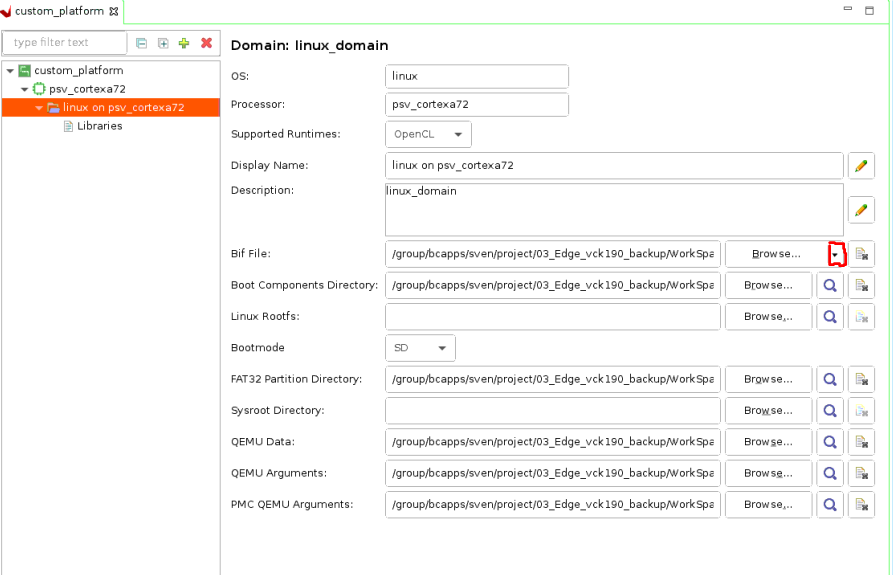 custom_platform
type filter text
custom_platform
psv_cortexa72
linux on psv_cortexa72
Libraries
Domain: linux_domain
OS: linux
Processor: psv_cortexa72
Supported Runtimes: OpenCL
Display Name: linux on psv_cortexa72
Description: linux_domain
Bif File: /group/bcapps/sven/project/03_Edge_vck190_backup/WorkSpa Browse...
Boot Components Directory: /group/bcapps/sven/project/03_Edge_vck190_backup/WorkSpa Browse...
Linux Rootfs: Browse...
Bootmode SD
FAT32 Partition Directory: /group/bcapps/sven/project/03_Edge_vck190_backup/WorkSpa Browse...
Sysroot Directory: Browse...
QEMU Data: /group/bcapps/sven/project/03_Edge_vck190_backup/WorkSpa Browse...
QEMU Arguments: /group/bcapps/sven/project/03_Edge_vck190_backup/WorkSpa Browse...
PMC QEMU Arguments: /group/bcapps/sven/project/03_Edge_vck190_backup/WorkSpa Browse...